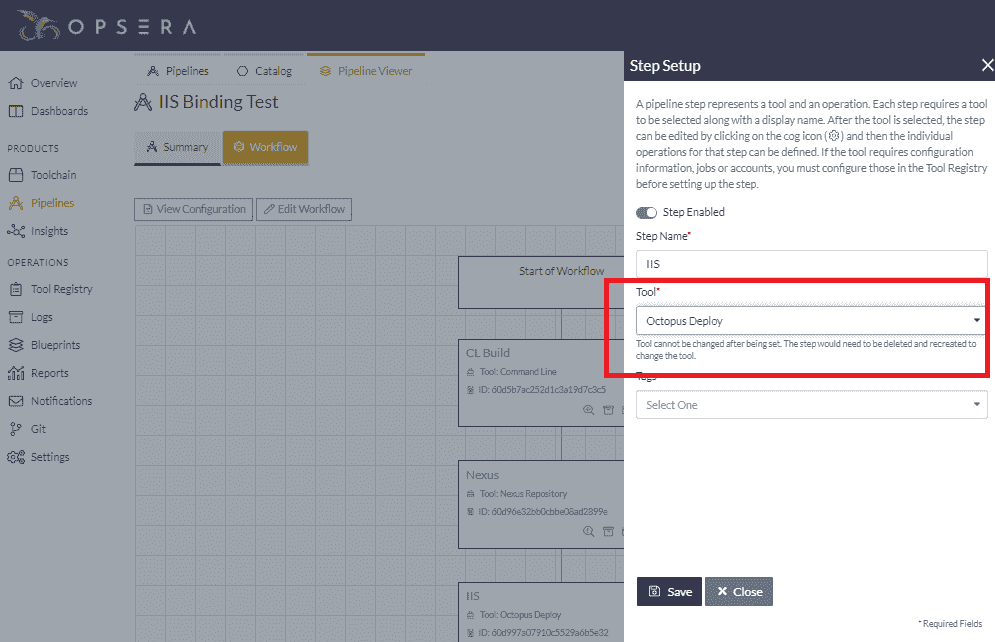 OPSERA
Overview
Dashboards
PRODUCTS
Toolchain
Pipelines
Insights
OPERATIONS
Tool Registry
Logs
Blueprints
Reports
Notifications
Git
Settings
Pipelines
Catalog
Pipeline Viewer
IIS Binding Test
Summary
Workflow
View Configuration
Edit Workflow
Start of Workflow
CL Build
Tool: Command Line
ID: 60d5b7ac252d1c3a19d7c3c5
Nexus
Tool: Nexus Repository
ID: 60d96e32bb0cbbe08ad2899e
IIS
Tool: Octopus Deploy
ID: 60d997a07910c5529a6b5e32
Step Setup
A pipeline step represents a tool and an operation. Each step requires a tool
to be selected along with a display name. After the tool is selected, the step
can be edited by clicking on the cog icon ( ) and then the individual
operations for that step can be defined. If the tool requires configuration
information, jobs or accounts, you must configure those in the Tool Registry
before setting up the step.
Step Enabled
Step Name*
IIS
Tool*
Octopus Deploy
Tool cannot be changed after being set. The step would need to be deleted and recreated to
change the tool.
Tags
Select One
Save
Close
* Required Fields